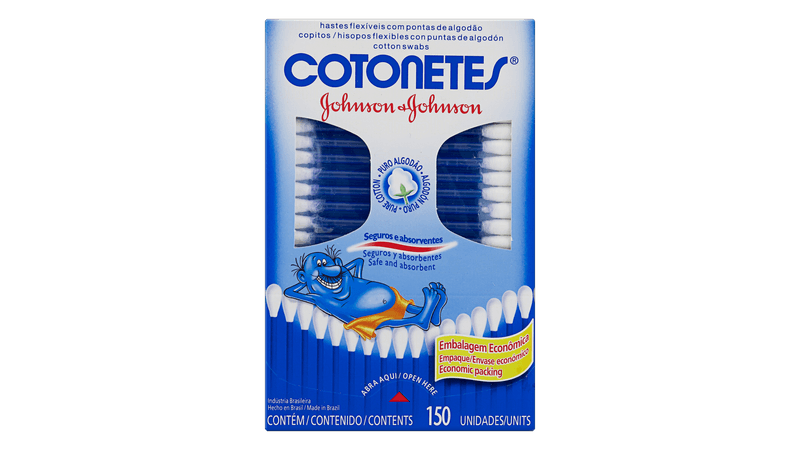 hastes flexíveis com pontas de algodão
copitos / hisopos flexibles con puntas de algodón
cotton swabs
COTONETES®
Johnson & Johnson
PURO ALGODÃO •
ALGODÓN PURO •
PURE COTTON •
Seguros e absorventes
Seguros y absorbentes
Safe and absorbent
Embalagem Econômica
Empaque/Envase económico
Economic packing
ABRA AQUI / OPEN HERE
Indústria Brasileira
Hecho en Brasil / Made in Brazil
CONTÉM / CONTENIDO / CONTENTS 150 UNIDADES/UNITS